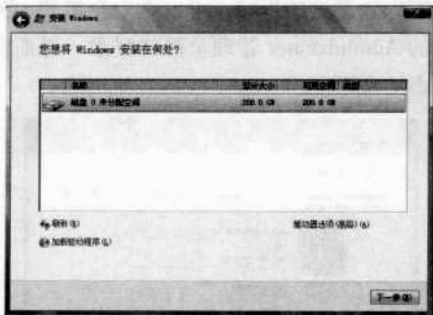 Administrator
安装 Windows
您想将 Windows 安装在何处?
名称 总计大小 可用空间 类型
磁盘 0 未分配空间 200.0 GB 200.0 GB
刷新(R) 驱动器选项(高级)(A)
加载驱动程序(L)
下一步(N)